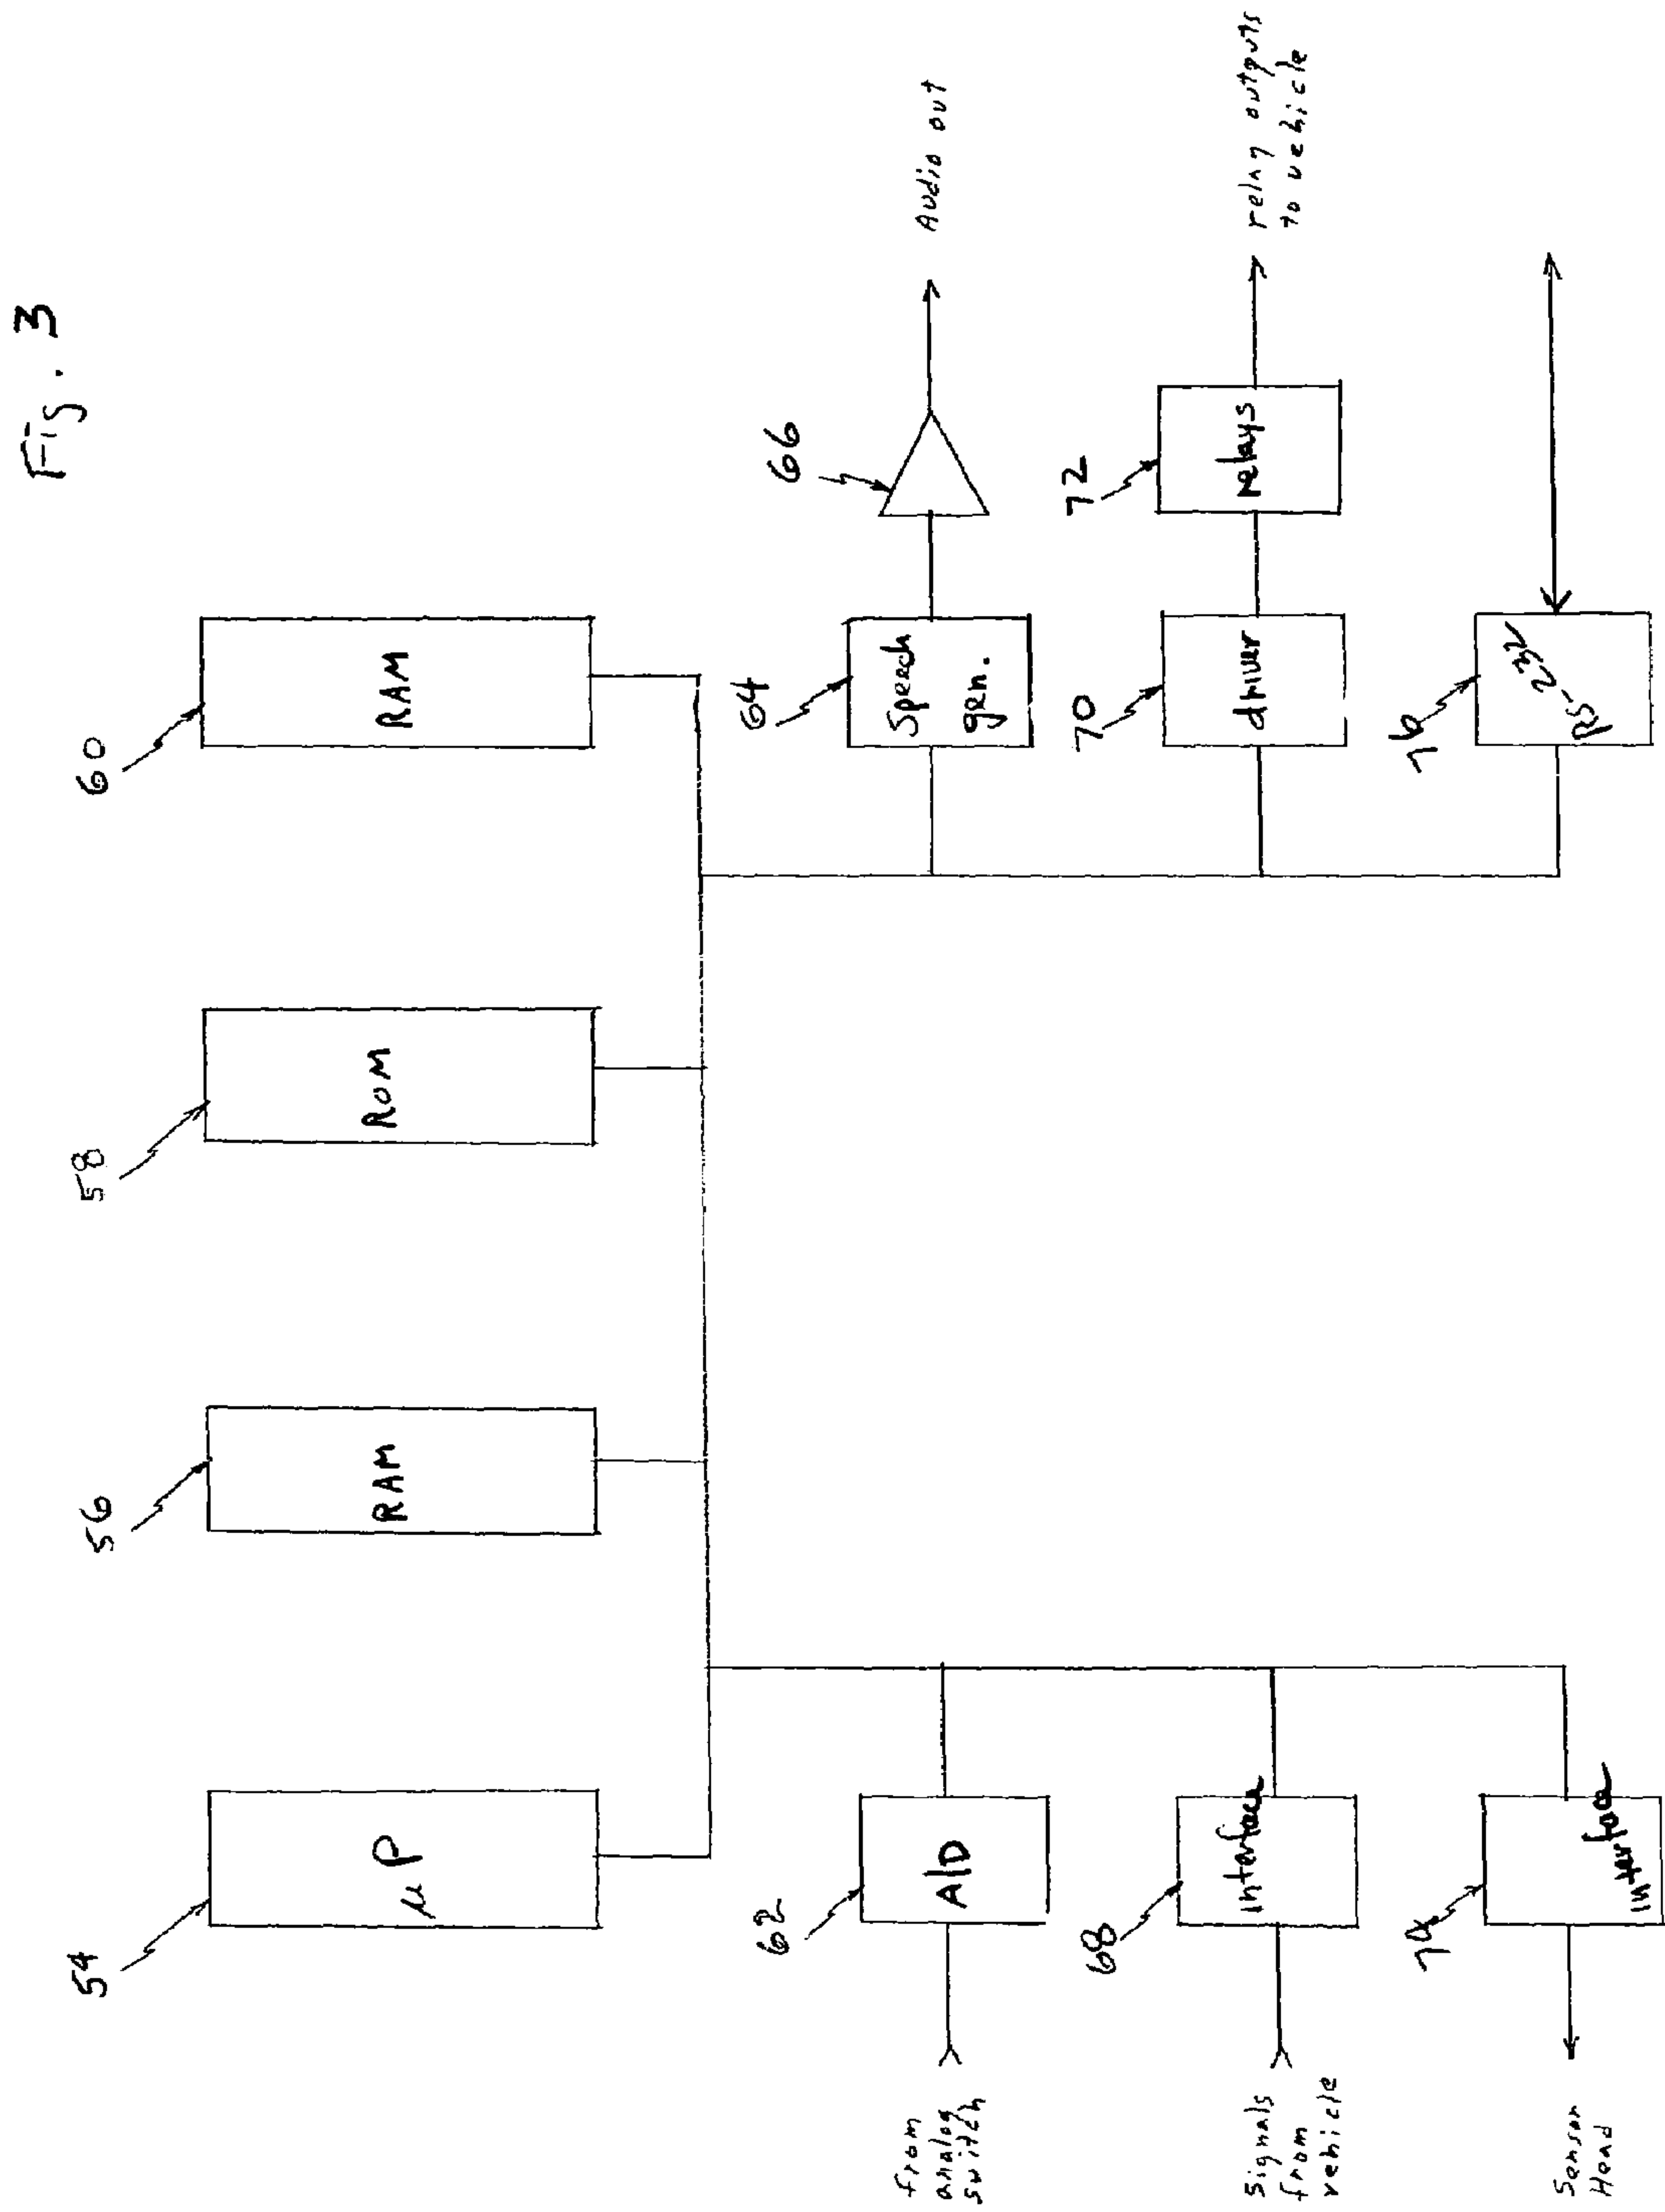 Fig. 3
54
56
58
60
μP
RAM
ROM
RAM
62
64
66
From
analog
switch
A/D
Speech
gen.
Audio out
68
70
72
Signals
from
vehicle
interface
driver
relays
relay outputs
to vehicle
74
76
Sensor
Head
interface
RS-232